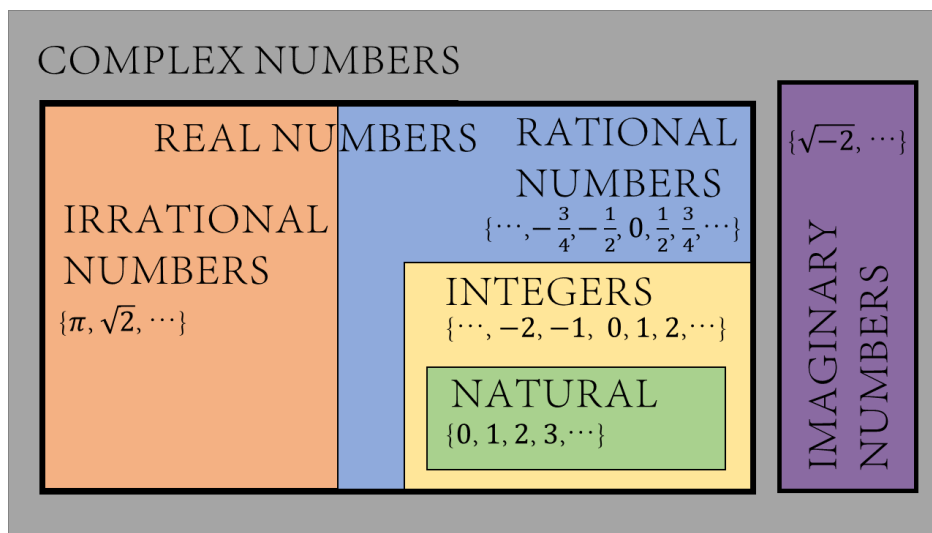 COMPLEX NUMBERS
REAL NUMBERS
IRRATIONAL
NUMBERS
{π, √2, ⋯}
RATIONAL
NUMBERS
{⋯, −3/4, −1/2, 0, 1/2, 3/4, ⋯}
INTEGERS
{⋯, −2, −1, 0, 1, 2, ⋯}
NATURAL
{0, 1, 2, 3, ⋯}
{√−2, ⋯}
IMAGINARY
NUMBERS